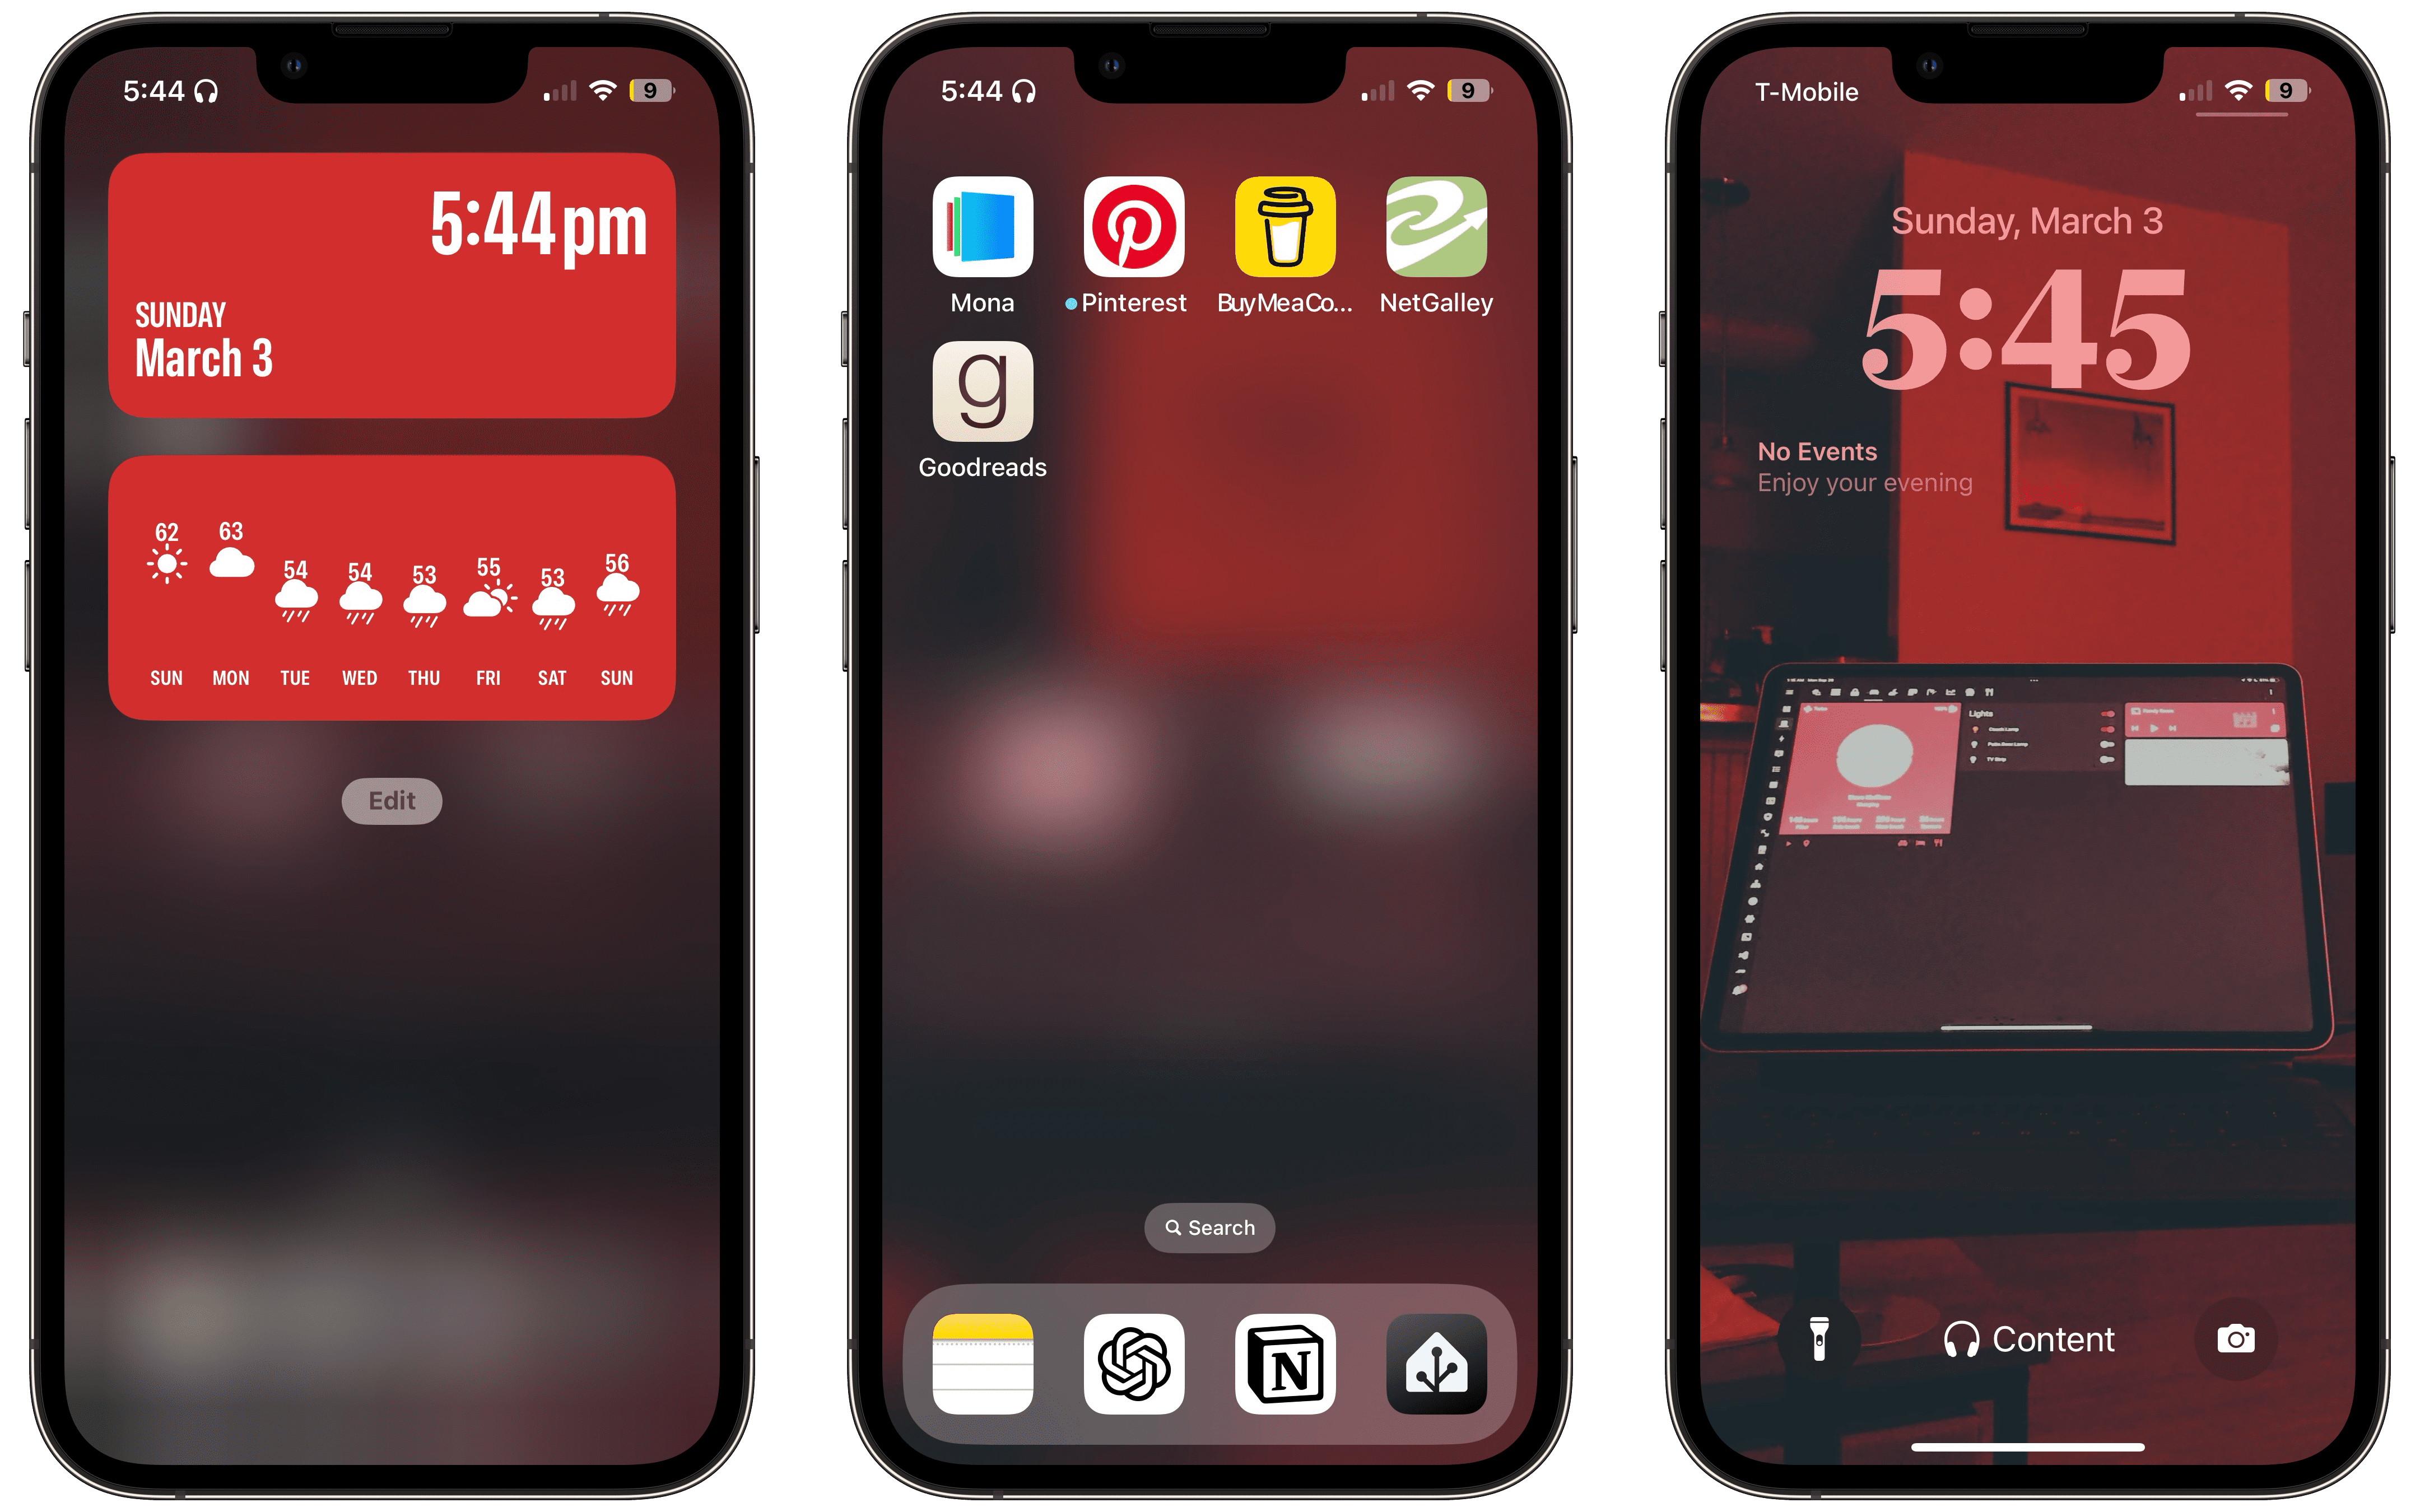 5:44
9
5:44pm
SUNDAY
March 3
62 63 54 54 53 55 53 56
SUN MON TUE WED THU FRI SAT SUN
Edit
5:44
9
Mona Pinterest BuyMeaCo... NetGalley
g
Goodreads
Search
N
T-Mobile
9
Sunday, March 3
5:45
No Events
Enjoy your evening
Lights
Content